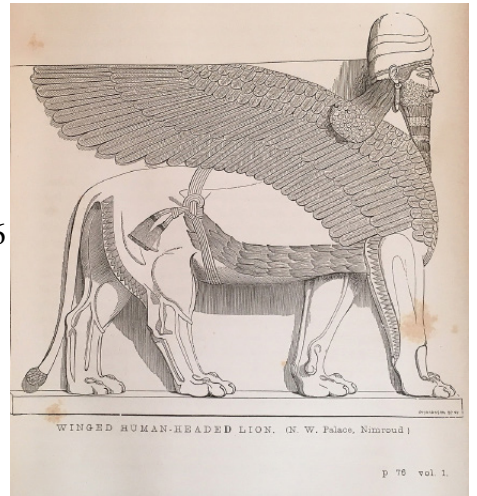 WINGED HUMAN-HEADED LION. (N. W. Palace, Nimroud)
p 76 vol. 1.